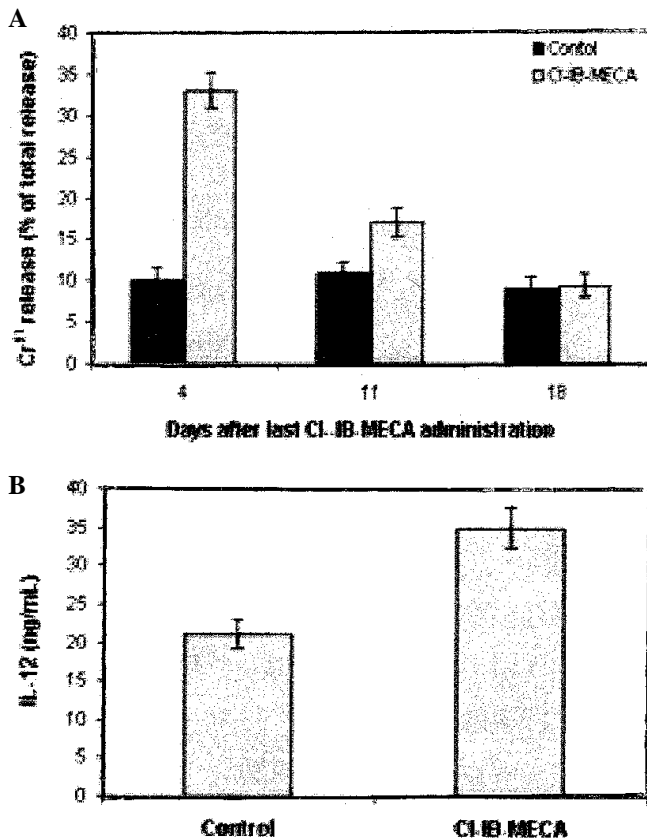 A
40
35
30
25
20
15
10
5
0
Cr⁵¹ release (% of total release)
Contol
Cl-IB-MECA
4
11
18
Days after last Cl-IB-MECA administration
B
40
35
30
25
20
15
10
5
0
IL-12 (ng/mL)
Control
Cl-IB-MECA